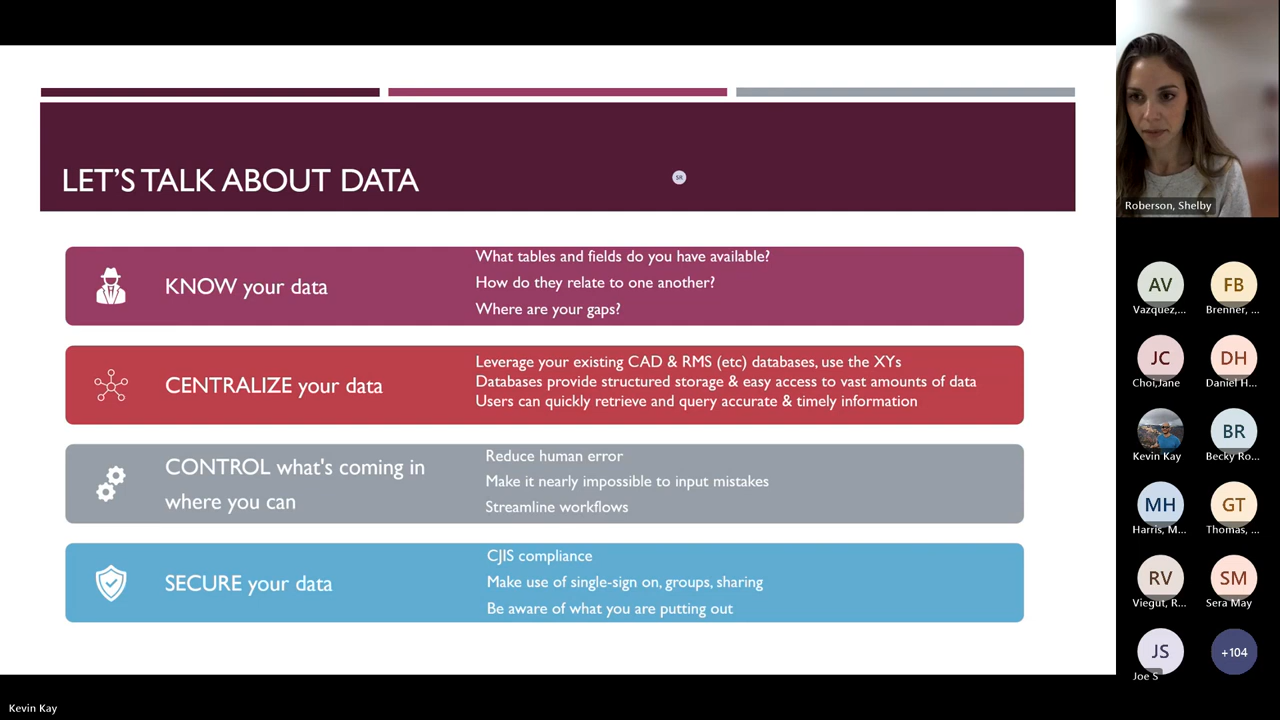 LET'S TALK ABOUT DATA
SR
KNOW your data
What tables and fields do you have available?
How do they relate to one another?
Where are your gaps?
CENTRALIZE your data
Leverage your existing CAD & RMS (etc) databases, use the XYs
Databases provide structured storage & easy access to vast amounts of data
Users can quickly retrieve and query accurate & timely information
CONTROL what's coming in
where you can
Reduce human error
Make it nearly impossible to input mistakes
Streamline workflows
SECURE your data
CJIS compliance
Make use of single-sign on, groups, sharing
Be aware of what you are putting out
Roberson, Shelby
AV
Vazquez,...
FB
Brenner, ...
JC
Choi,Jane
DH
Daniel H...
Kevin Kay
BR
Becky Ro...
MH
Harris, M...
GT
Thomas, ...
RV
Viegut, R...
SM
Sera May
JS
Joe S
+104
Kevin Kay